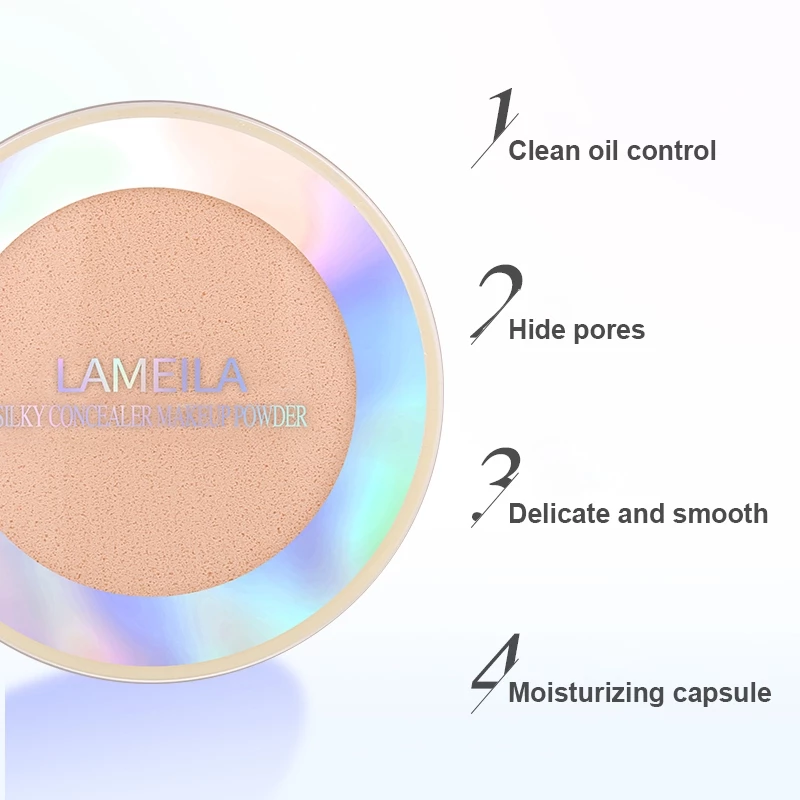 LAMEILA
SILKY CONCEALER MAKEUP POWDER
1 Clean oil control
2 Hide pores
3 Delicate and smooth
4 Moisturizing capsule